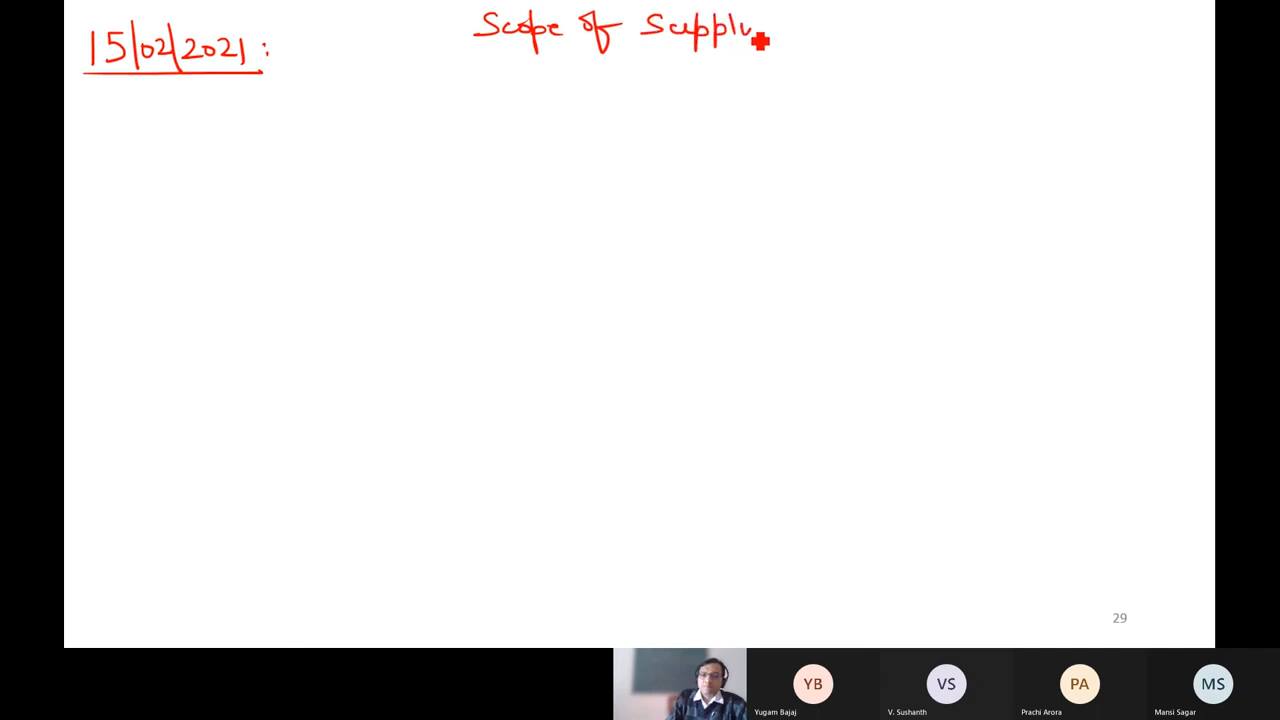 15/02/2021:
Scope of Supply
29
YB
VS
PA
MS
Yugam Bajaj
V. Sushanth
Prachi Arora
Mansi Sagar